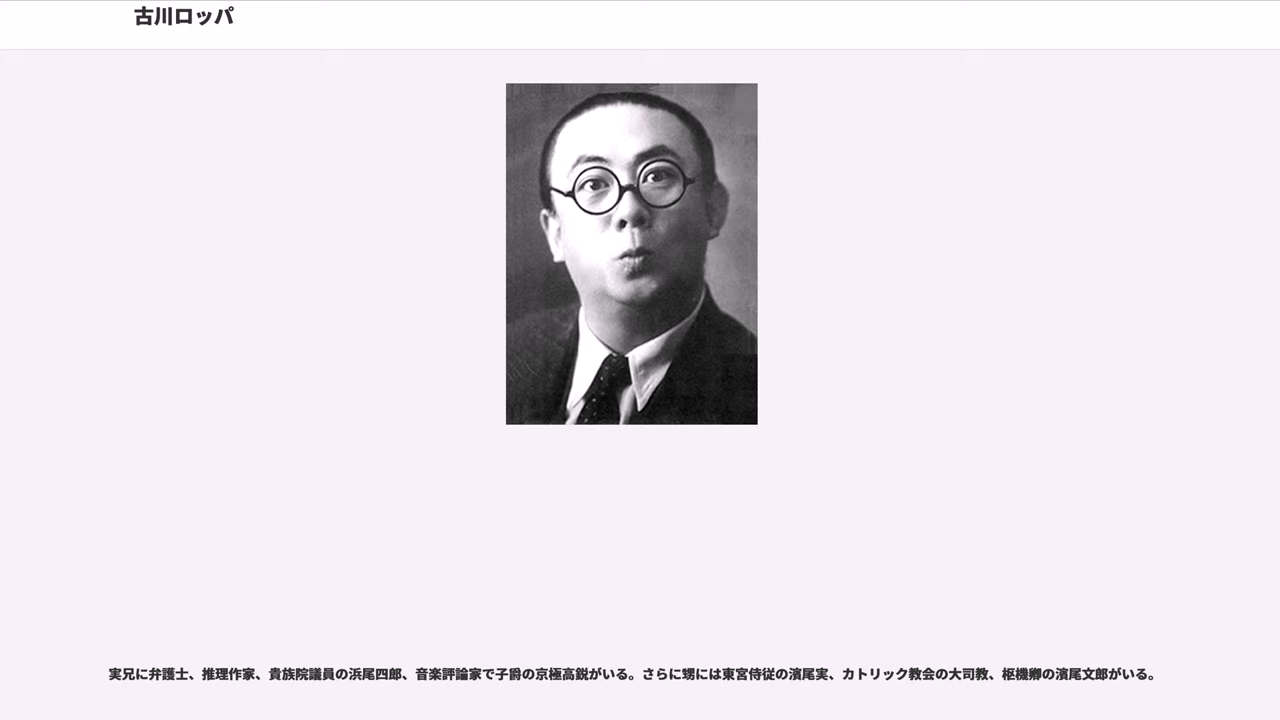 古川ロッパ
実兄に弁護士、推理作家、貴族院議員の浜尾四郎、音楽評論家で子爵の京極高鋭がいる。さらに甥には東宮侍従の濱尾実、カトリック教会の大司教、枢機卿の濱尾文郎がいる。